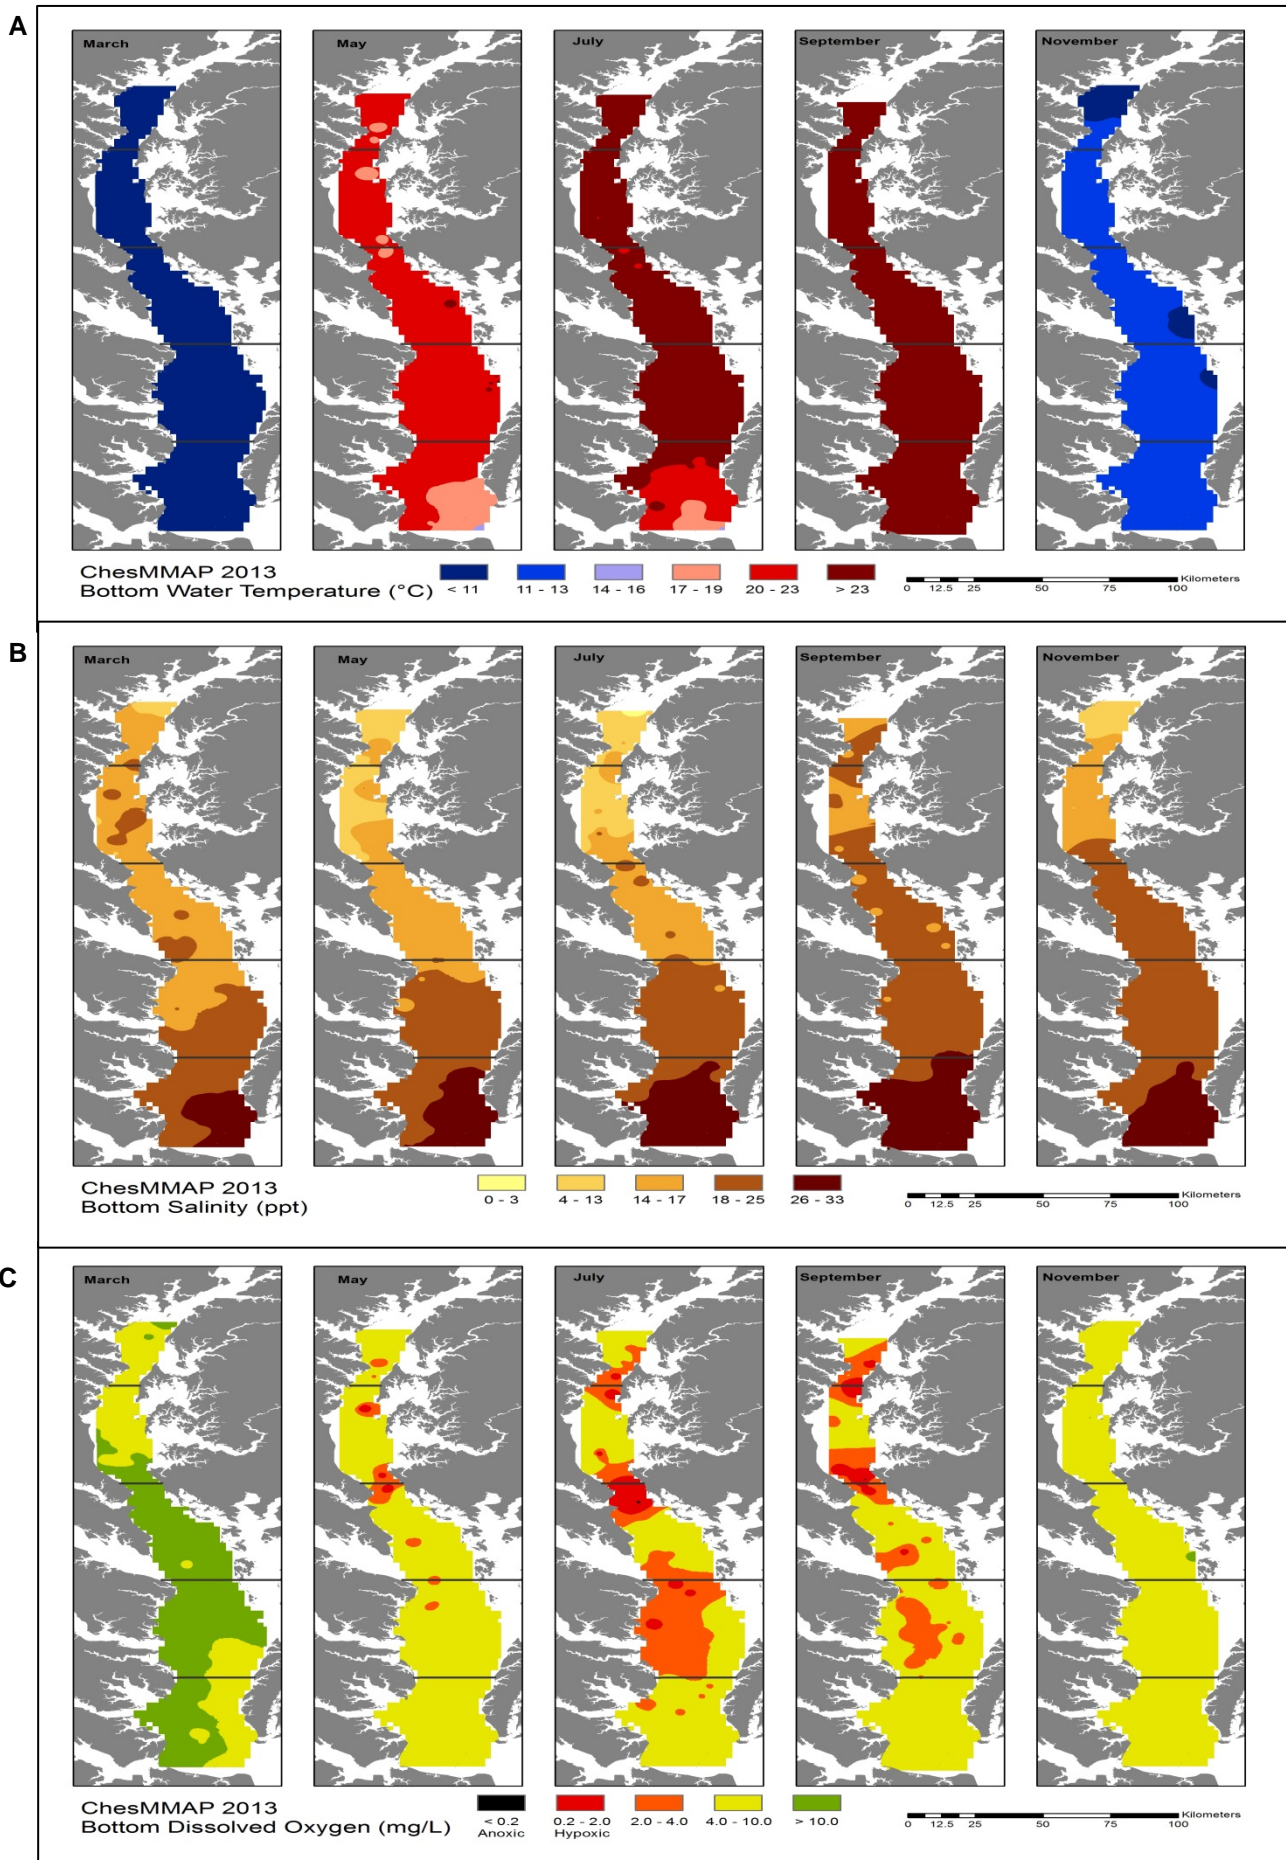 A
March May July September November
ChesMMAP 2013
Bottom Water Temperature (°C)
< 11 11 - 13 14 - 16 17 - 19 20 - 23 > 23
Kilometers
0 12.5 25 50 75 100
B
March May July September November
ChesMMAP 2013
Bottom Salinity (ppt)
0 - 3 4 - 13 14 - 17 18 - 25 26 - 33
Kilometers
0 12.5 25 50 75 100
C
March May July September November
ChesMMAP 2013
Bottom Dissolved Oxygen (mg/L)
< 0.2 0.2 - 2.0 2.0 - 4.0 4.0 - 10.0 > 10.0
Anoxic Hypoxic
Kilometers
0 12.5 25 50 75 100